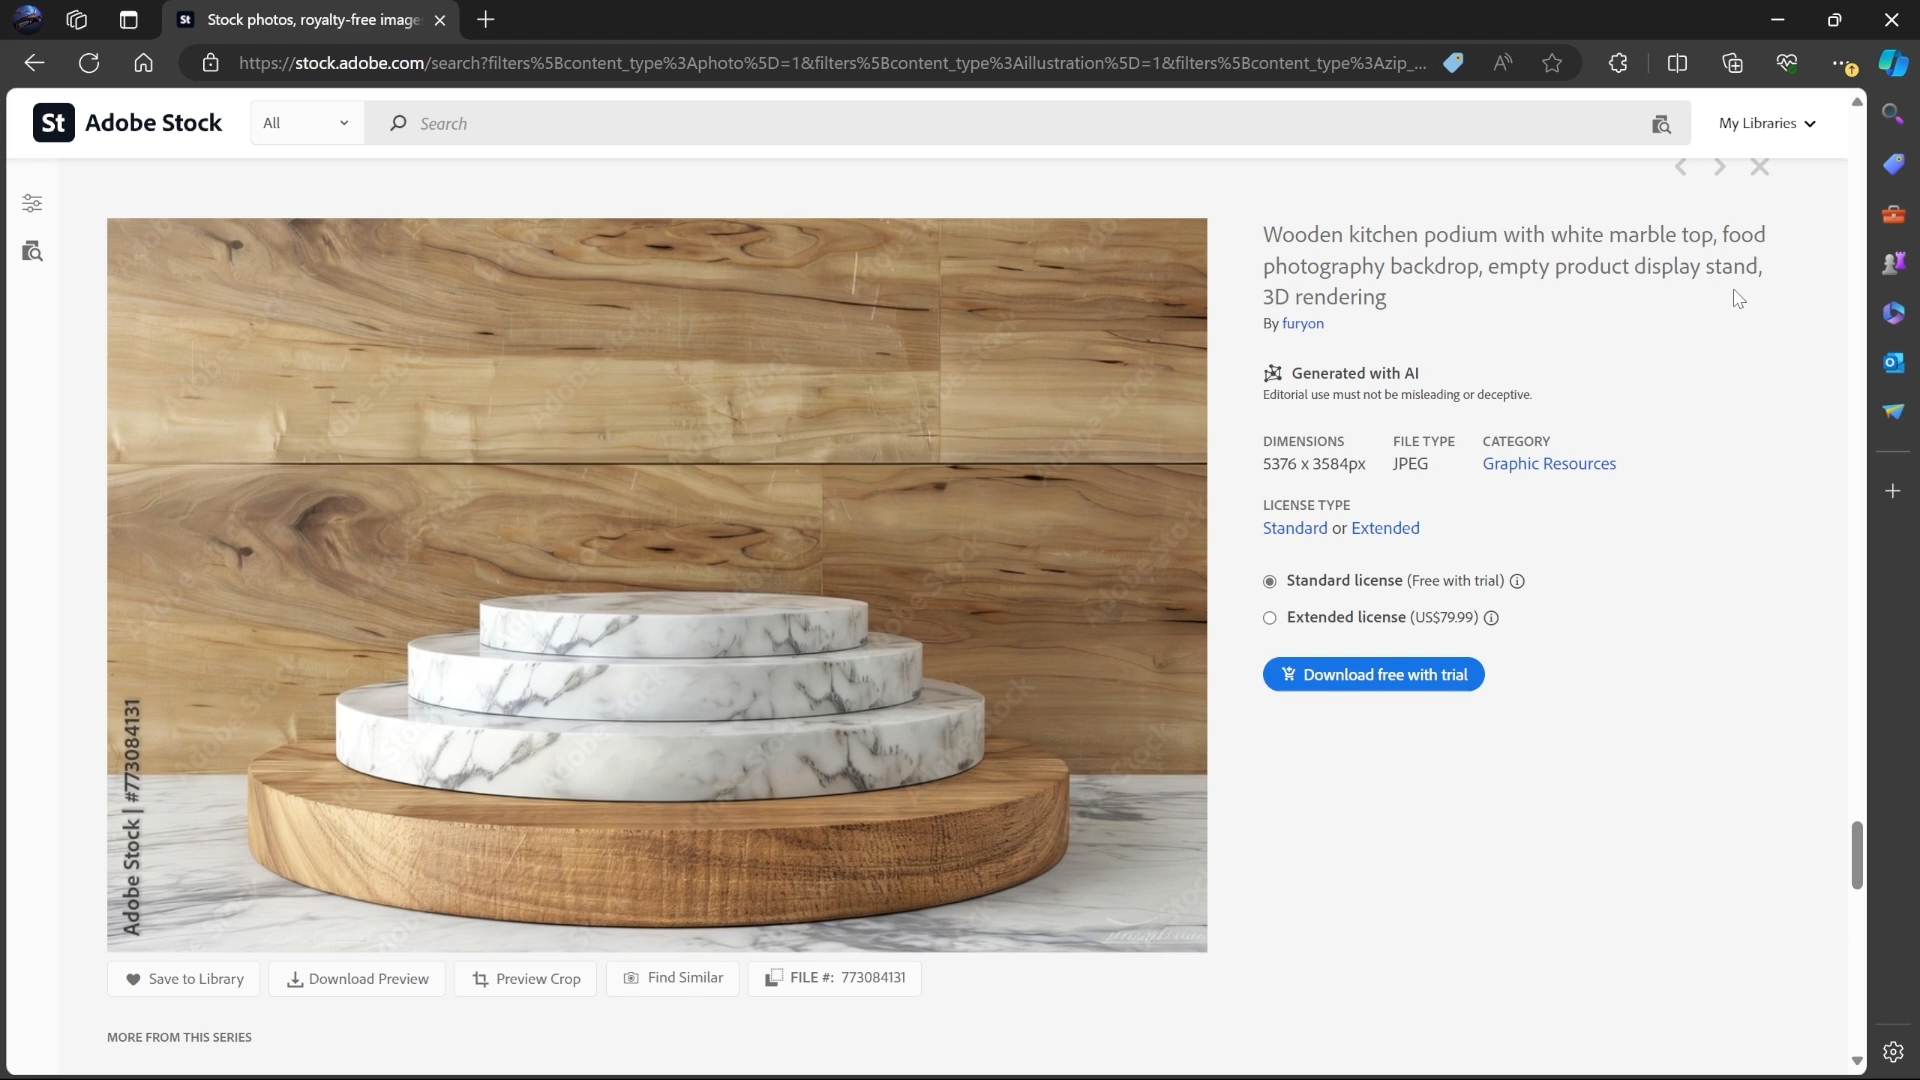 St Stock photos, royalty-free image
https://stock.adobe.com/search?filters%5Bcontent_type%3Aphoto%5D=1&filters%5Bcontent_type%3Aillustration%5D=1&filters%5Bcontent_type%3Azip_...
St Adobe Stock All Search My Libraries
Wooden kitchen podium with white marble top, food
photography backdrop, empty product display stand,
3D rendering
By furyon
Generated with AI
Editorial use must not be misleading or deceptive.
DIMENSIONS FILE TYPE CATEGORY
5376 x 3584px JPEG Graphic Resources
LICENSE TYPE
Standard or Extended
Standard license (Free with trial)
Extended license (US$79.99)
Download free with trial
Adobe Stock | #773084131
Save to Library Download Preview Preview Crop Find Similar FILE #: 773084131
MORE FROM THIS SERIES